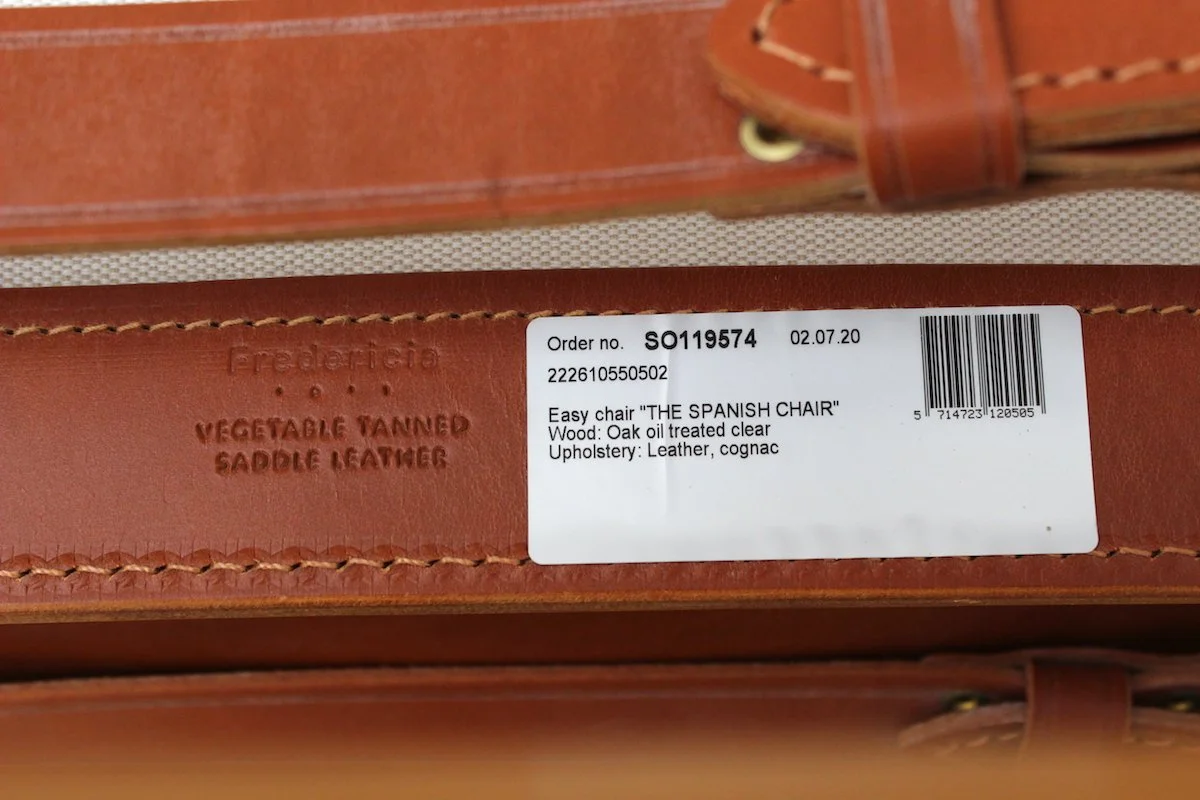 Fredericia
1911
VEGETABLE TANNED
SADDLE LEATHER
Order no. SO119574 02.07.20
222610550502
Easy chair "THE SPANISH CHAIR"
Wood: Oak oil treated clear
Upholstery: Leather, cognac
5 714723 120505